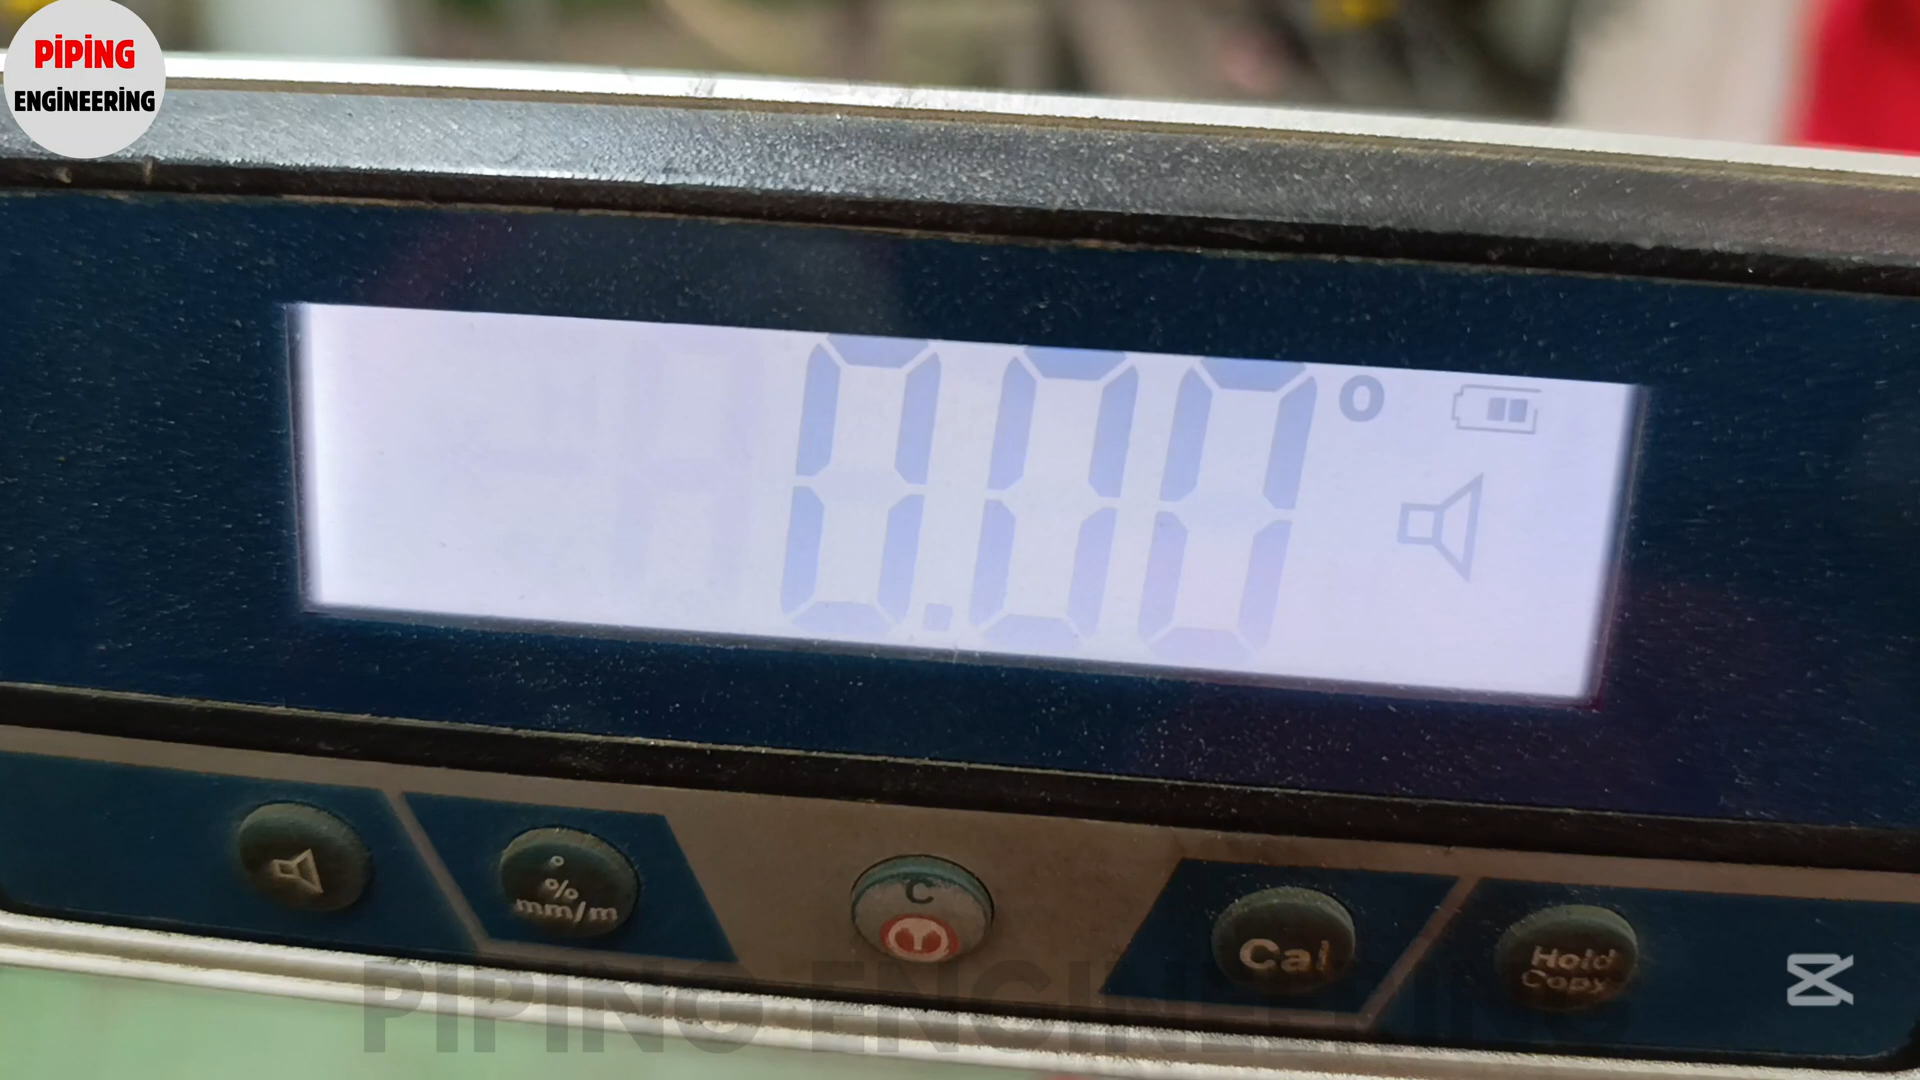 PİPİNG
ENGİNEERİNG
0.00°
°
%
mm/m
C
Cal
Hold
Copy
PIPING ENGINEERING